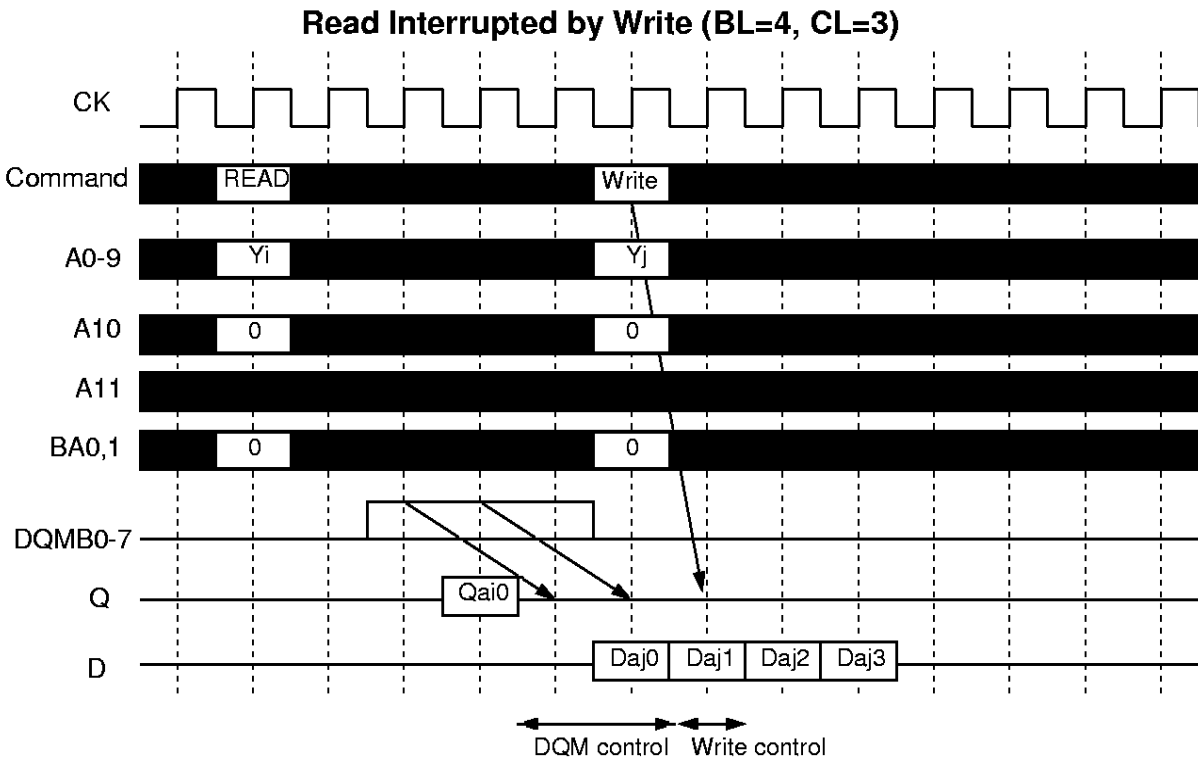 Read Interrupted by Write (BL=4, CL=3)
CK
Command READ Write
A0-9 Yi Yj
A10 0 0
A11
BA0,1 0 0
DQMB0-7
Q Qai0
D Daj0 Daj1 Daj2 Daj3
DQM control Write control